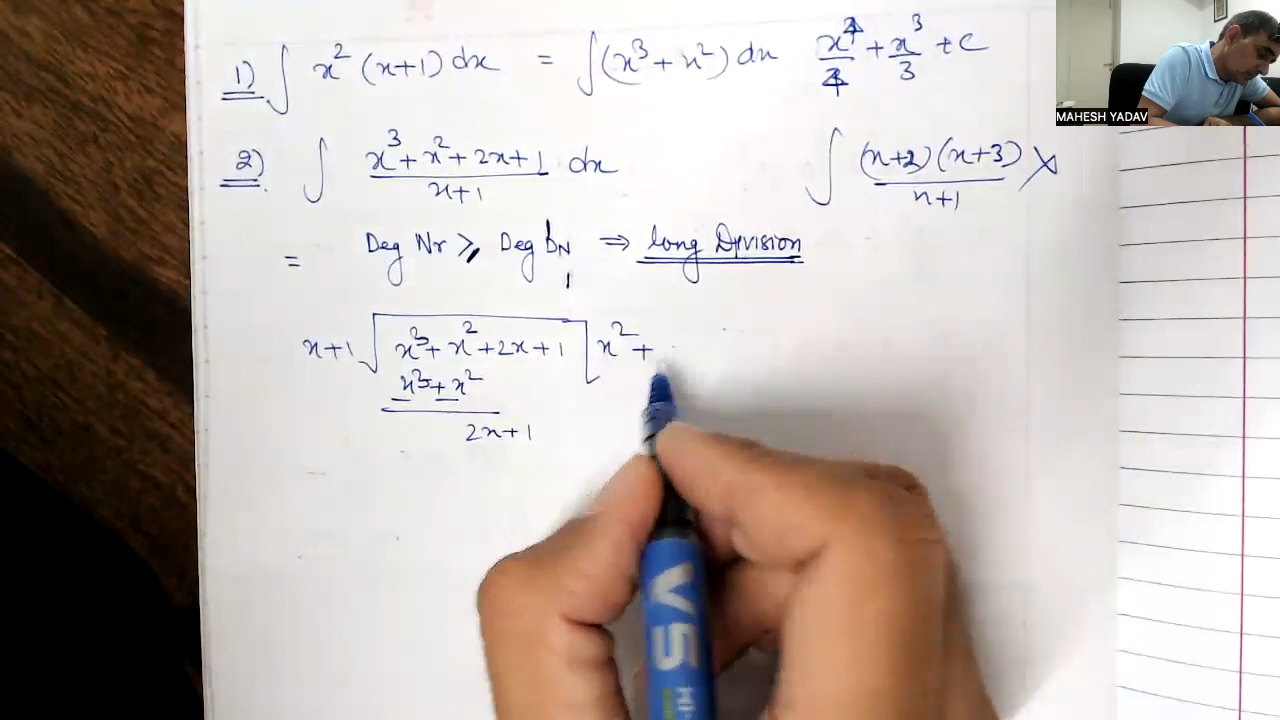 1) ∫ x² (x+1) dx = ∫(x³ + x²) dx x⁴/4 + x³/3 + c
MAHESH YADAV
2) ∫ (x³ + x² + 2x + 1)/(x+1) dx ∫ (x+2)(x+3)/(x+1) ×
= Deg Nr ≥ Deg DN ⇒ long Division
1
x+1 √ x³ + x² + 2x + 1 [ x² +
x³ + x²
2x + 1
V5